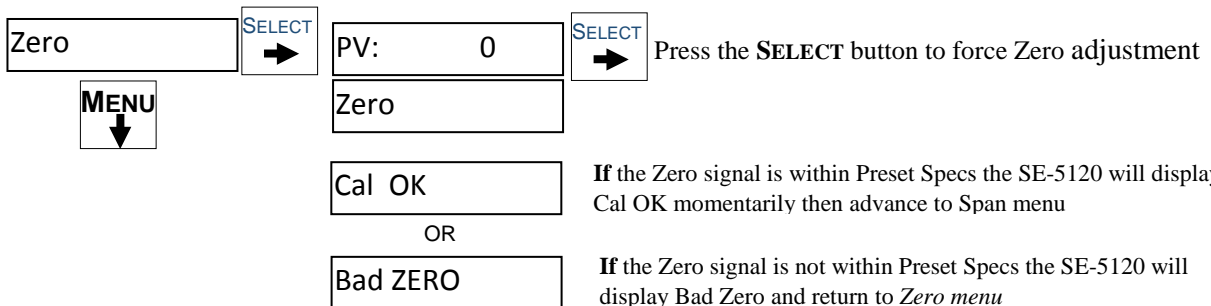 Zero SELECT PV: 0 SELECT Press the SELECT button to force Zero adjustment
MENU Zero
Cal OK If the Zero signal is within Preset Specs the SE-5120 will display
Cal OK momentarily then advance to Span menu
OR
Bad ZERO If the Zero signal is not within Preset Specs the SE-5120 will
display Bad Zero and return to Zero menu